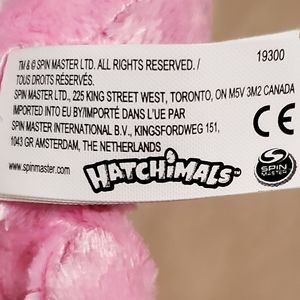 TM & © SPIN MASTER LTD. ALL RIGHTS RESERVED. /
19300
TOUS DROITS RÉSERVÉS.
SPIN MASTER LTD., 225 KING STREET WEST, TORONTO, ON M5V 3M2 CANADA
IMPORTED INTO EU BY/IMPORTÉ DANS L'UE PAR
SPIN MASTER INTERNATIONAL B.V., KINGSFORDWEG 151,
1043 GR AMSTERDAM, THE NETHERLANDS
CE
www.spinmaster.com
HATCHIMALS™
SPIN
MASTER